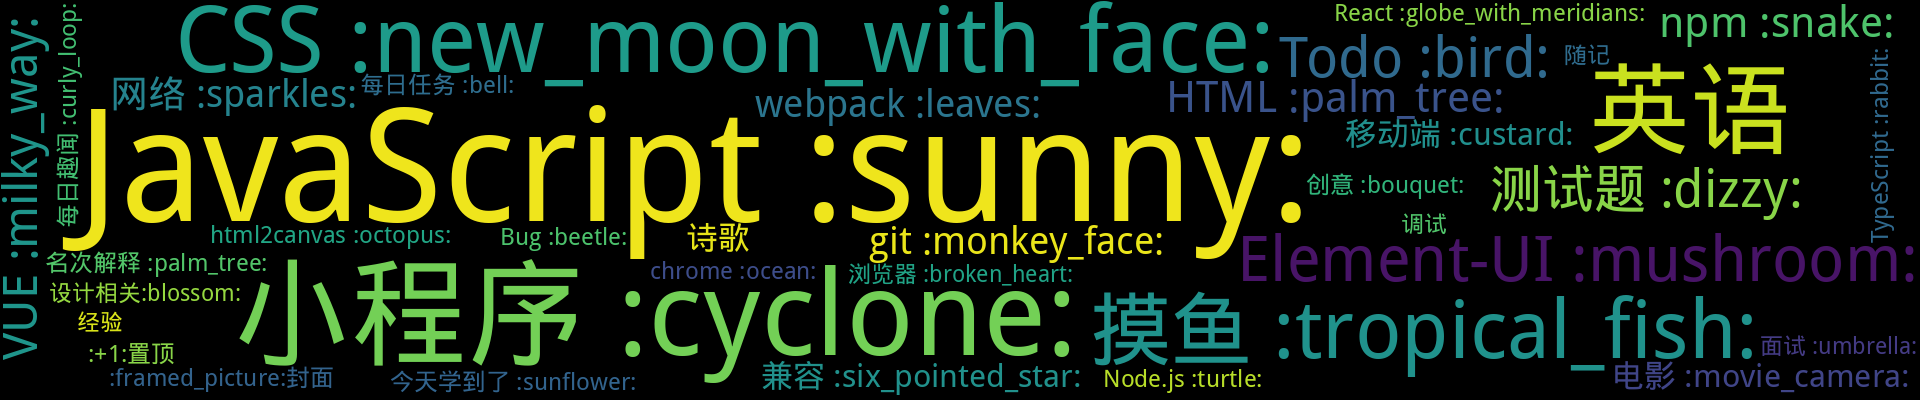 VUE :milky_way:
每日趣闻 :curly_loop:
CSS :new_moon_with_face:
React :globe_with_meridians:
npm :snake:
Todo :bird:
随记
网络 :sparkles:
每日任务 :bell:
webpack :leaves:
HTML :palm_tree:
英语
TypeScript :rabbit:
JavaScript :sunny:
移动端 :custard:
创意 :bouquet:
测试题 :dizzy:
调试
html2canvas :octopus:
Bug :beetle:
诗歌
git :monkey_face:
Element-UI :mushroom:
名次解释 :palm_tree:
chrome :ocean:
浏览器 :broken_heart:
设计相关:blossom:
小程序 :cyclone:
摸鱼 :tropical_fish:
经验
:+1:置顶
面试 :umbrella:
:framed_picture:封面
今天学到了 :sunflower:
兼容 :six_pointed_star:
Node.js :turtle:
电影 :movie_camera: